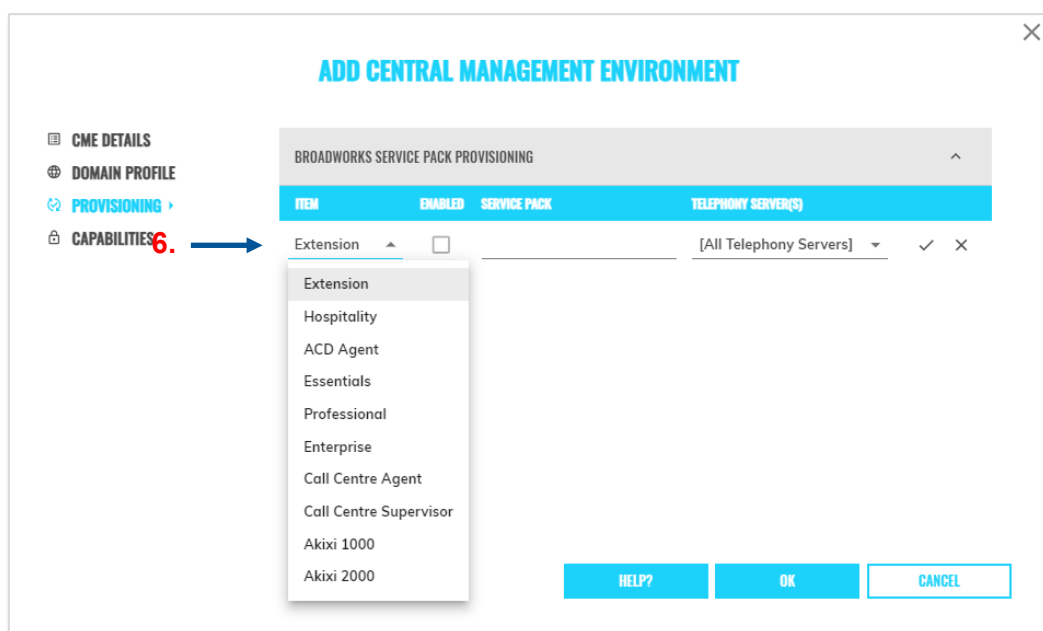 ADD CENTRAL MANAGEMENT ENVIRONMENT
CME DETAILS
DOMAIN PROFILE
PROVISIONING
CAPABILITIES
6.
BROADWORKS SERVICE PACK PROVISIONING
ITEM ENABLED SERVICE PACK TELEPHONY SERVER(S)
Extension [All Telephony Servers]
Extension
Hospitality
ACD Agent
Essentials
Professional
Enterprise
Call Centre Agent
Call Centre Supervisor
Akixi 1000
Akixi 2000
HELP? OK CANCEL